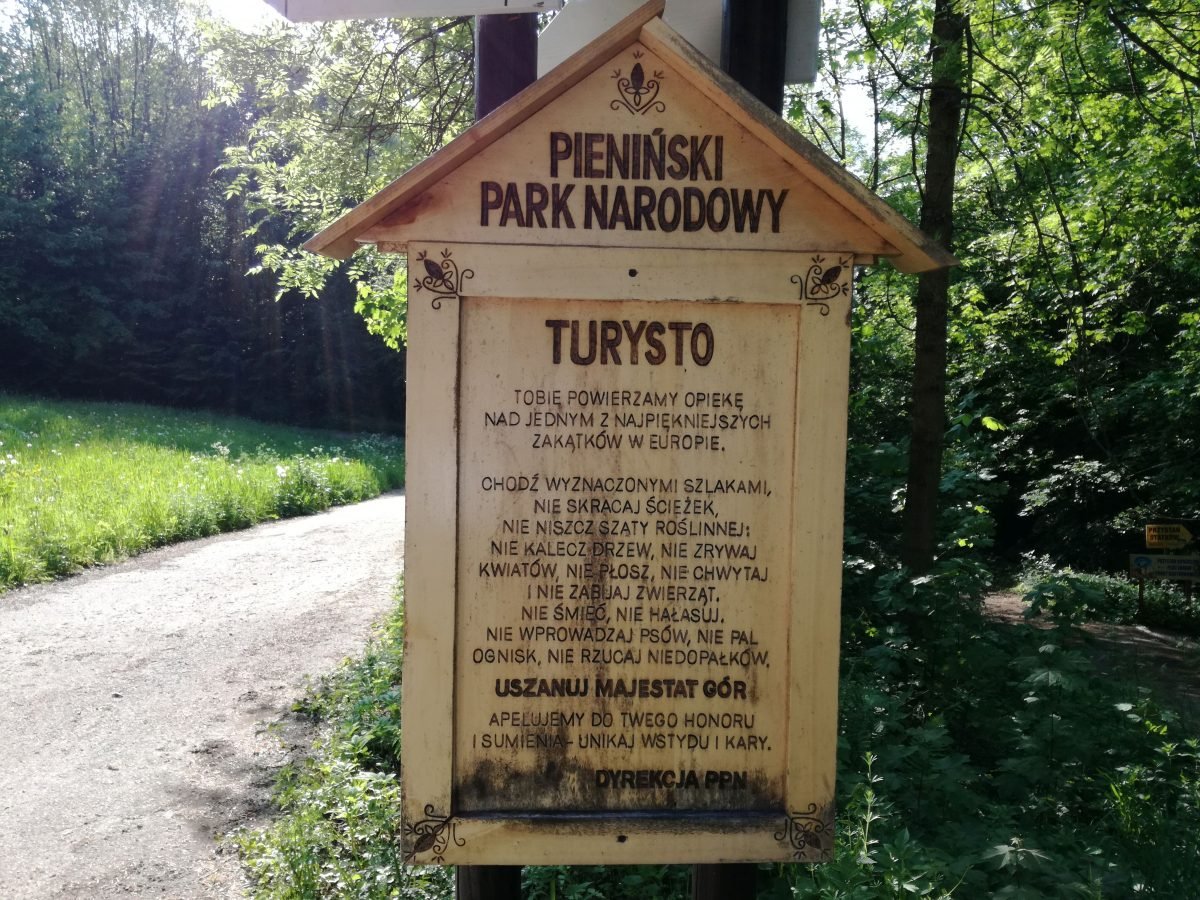 PIENIŃSKI
PARK NARODOWY
TURYSTO
TOBIE POWIERZAMY OPIEKĘ
NAD JEDNYM Z NAJPIĘKNIEJSZYCH
ZAKĄTKÓW W EUROPIE.
CHODŹ WYZNACZONYMI SZLAKAMI,
NIE SKRACAJ ŚCIEŻEK,
NIE NISZCZ SZATY ROŚLINNEJ:
NIE KALECZ DRZEW, NIE ZRYWAJ
KWIATÓW, NIE PŁOSZ, NIE CHWYTAJ
I NIE ZABIJAJ ZWIERZĄT.
NIE ŚMIEĆ, NIE HAŁASUJ.
NIE WPROWADZAJ PSÓW, NIE PAL
OGNISK, NIE RZUCAJ NIEDOPAŁKÓW.
USZANUJ MAJESTAT GÓR
APELUJEMY DO TWEGO HONORU
I SUMIENIA - UNIKAJ WSTYDU I KARY.
DYREKCJA PPN
PRZYSTAŃ
STATKÓW